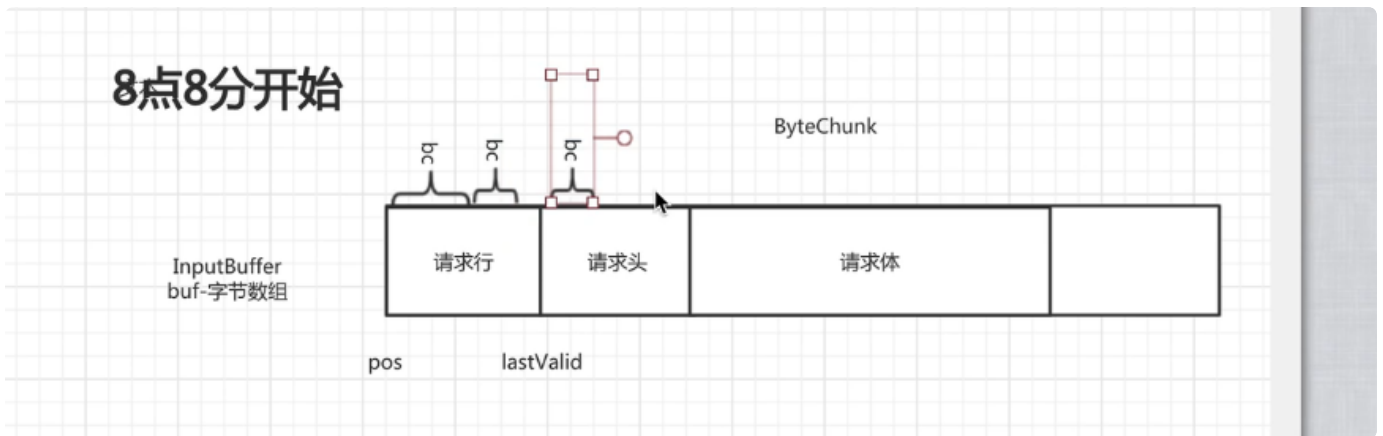 8点8分开始
ByteChunk
bc
bc
bc
请求行
请求头
请求体
InputBuffer
buf-字节数组
pos
lastValid